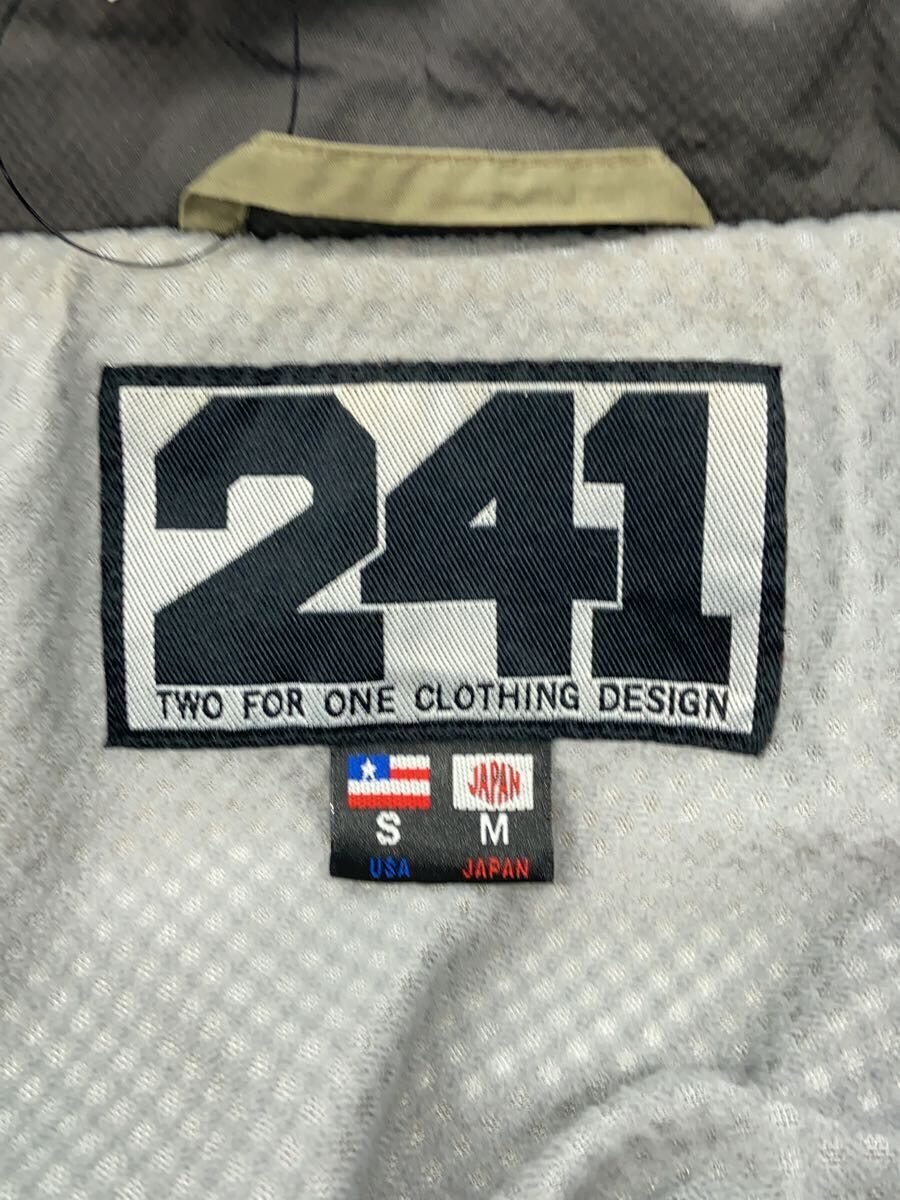 241
TWO FOR ONE CLOTHING DESIGN
JAPAN
S M
USA JAPAN